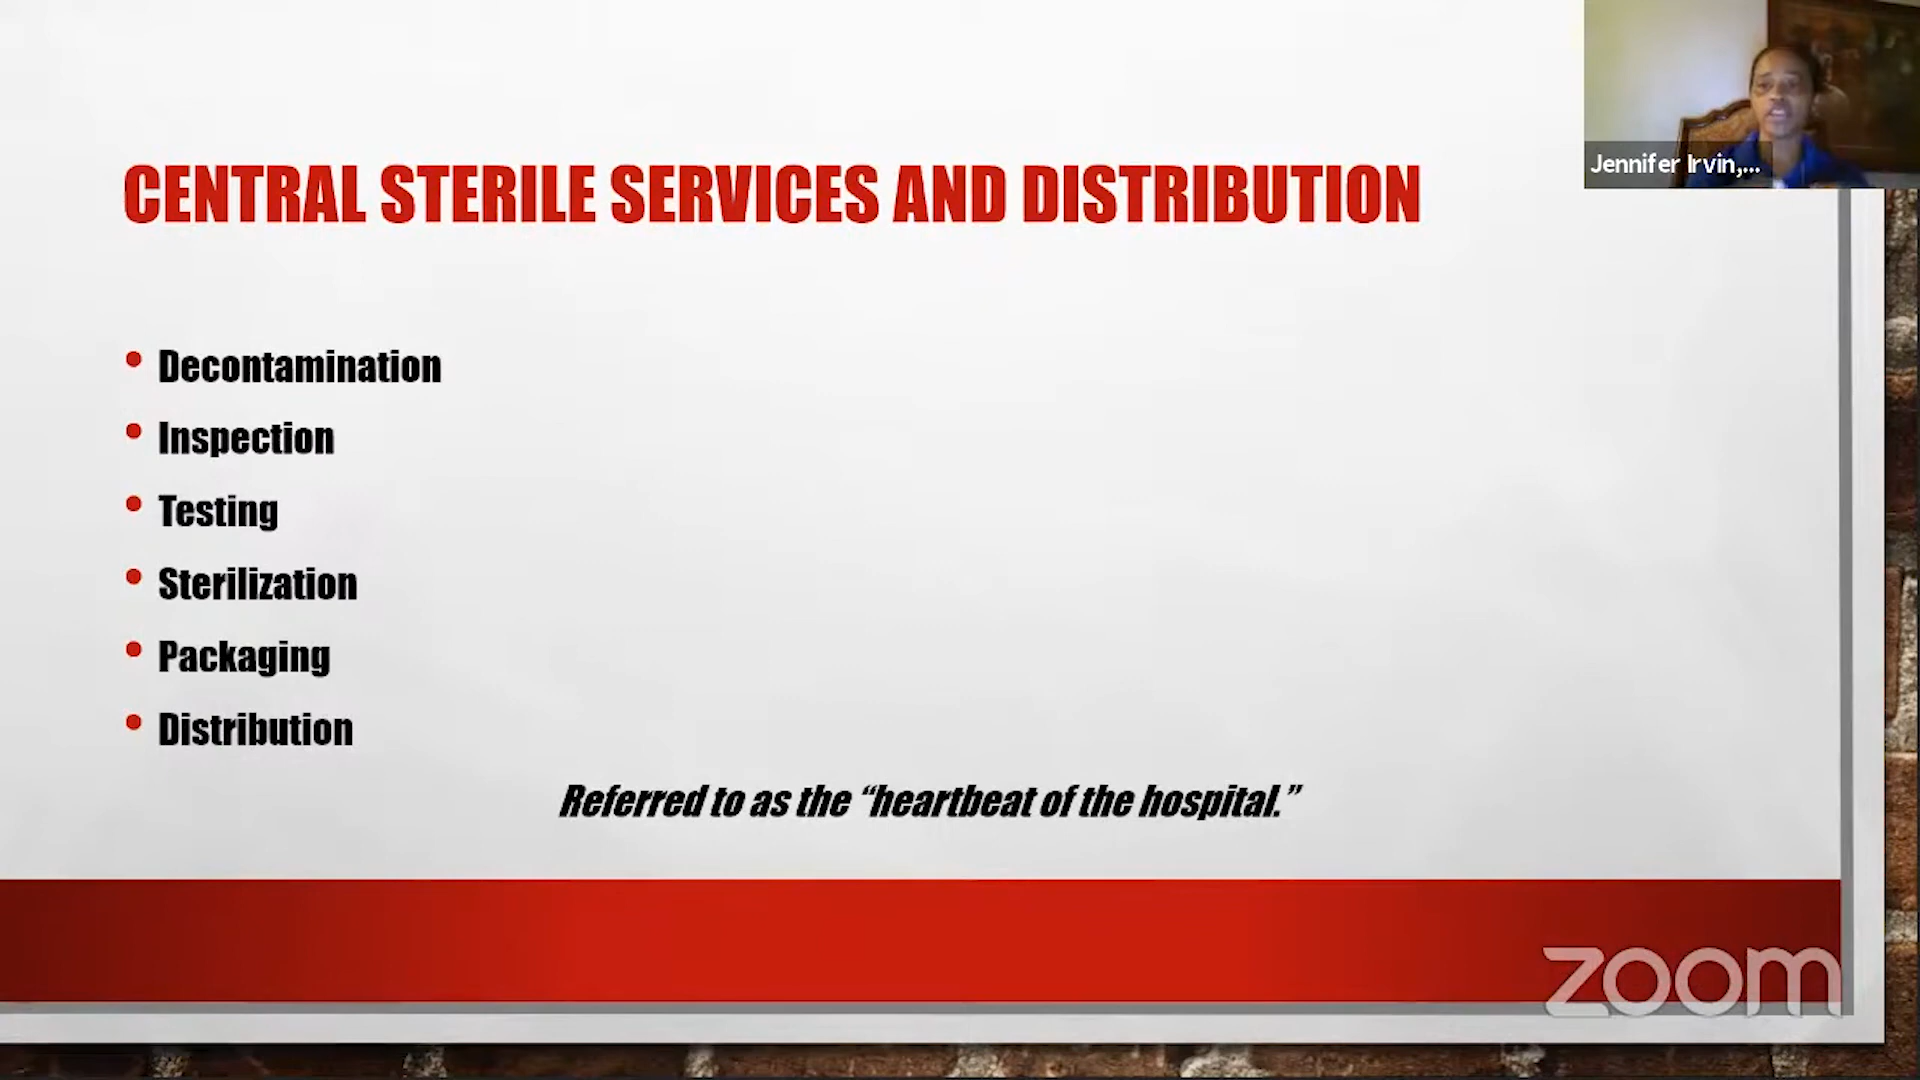 Jennifer Irvin,...
CENTRAL STERILE SERVICES AND DISTRIBUTION
• Decontamination
• Inspection
• Testing
• Sterilization
• Packaging
• Distribution
Referred to as the “heartbeat of the hospital.”
zoom